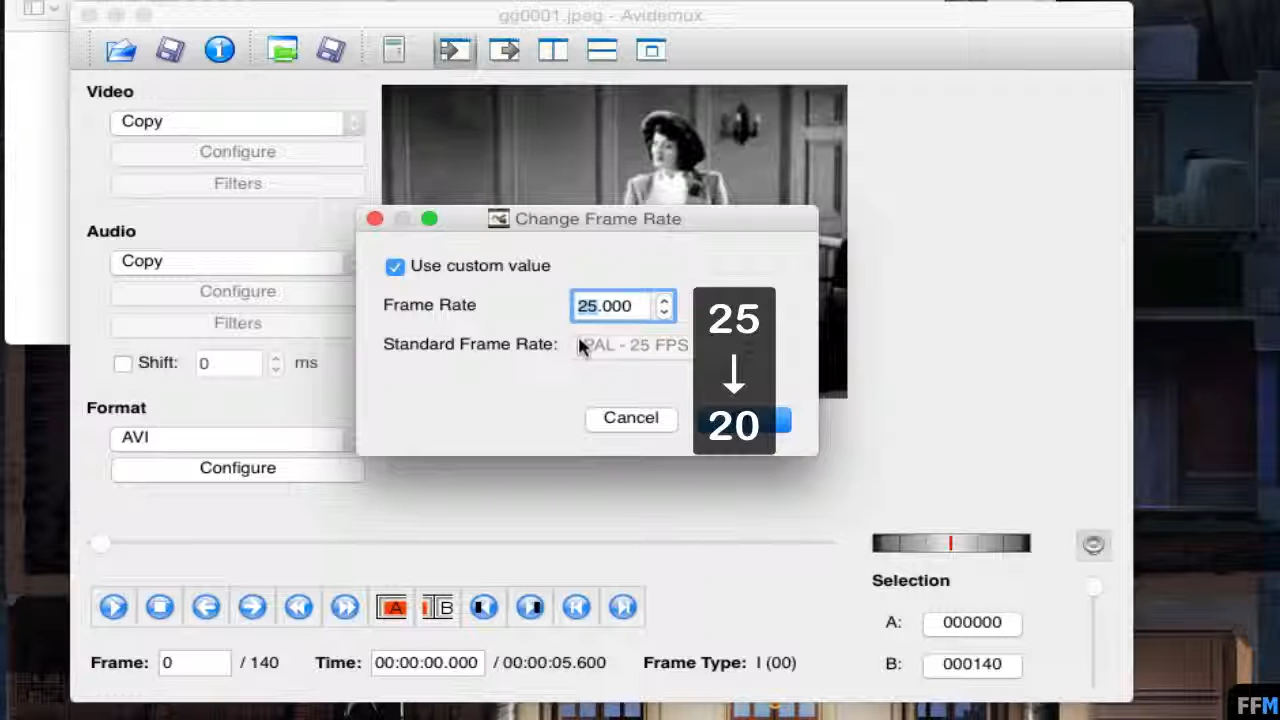 gg0001.jpeg - Avidemux
Video
Copy
Configure
Filters
Audio
Copy
Configure
Filters
Shift: 0 ms
Format
AVI
Configure
Change Frame Rate
Use custom value
Frame Rate 25.000
Standard Frame Rate: PAL - 25 FPS
Cancel
25
↓
20
A
B
Selection
A: 000000
B: 000140
Frame: 0 / 140 Time: 00:00:00.000 / 00:00:05.600 Frame Type: I (00)
FFM